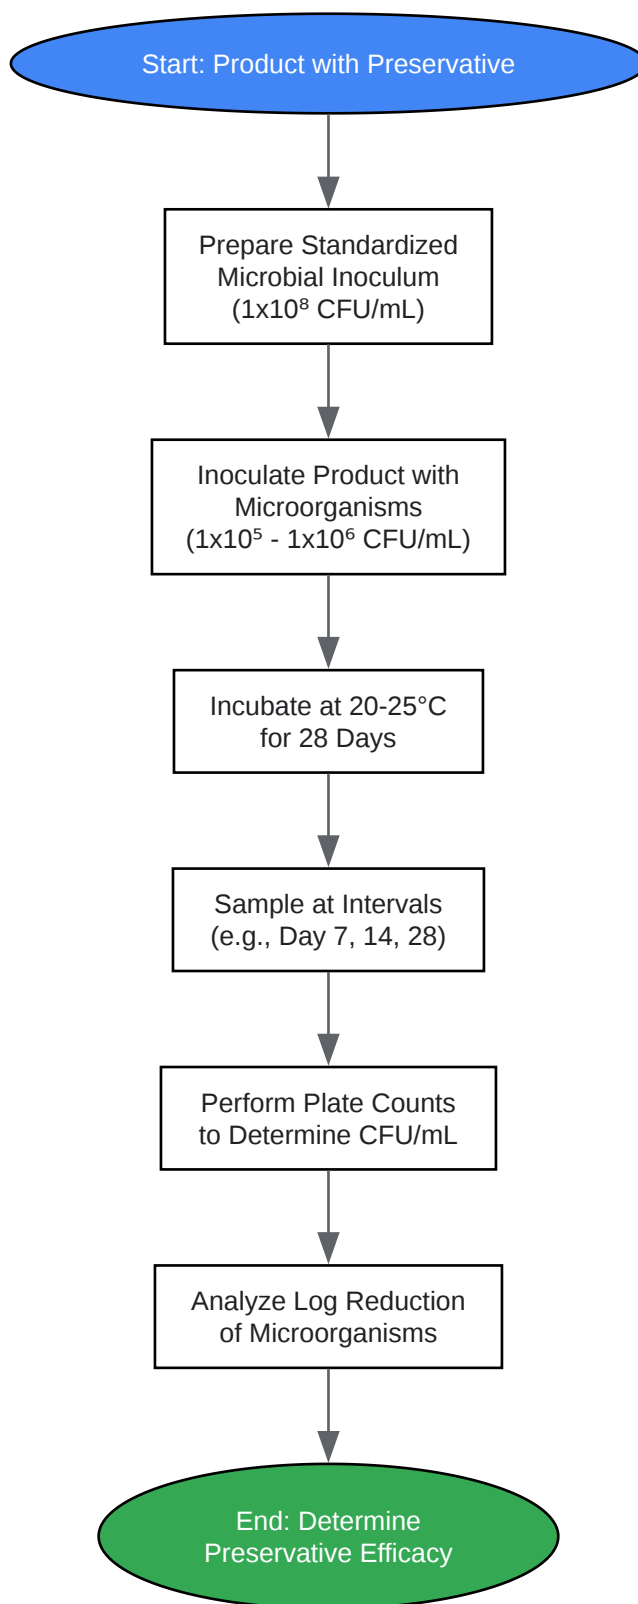 Start: Product with Preservative
Prepare Standardized
Microbial Inoculum
(1x10⁸ CFU/mL)
Inoculate Product with
Microorganisms
(1x10⁵ - 1x10⁶ CFU/mL)
Incubate at 20-25°C
for 28 Days
Sample at Intervals
(e.g., Day 7, 14, 28)
Perform Plate Counts
to Determine CFU/mL
Analyze Log Reduction
of Microorganisms
End: Determine
Preservative Efficacy